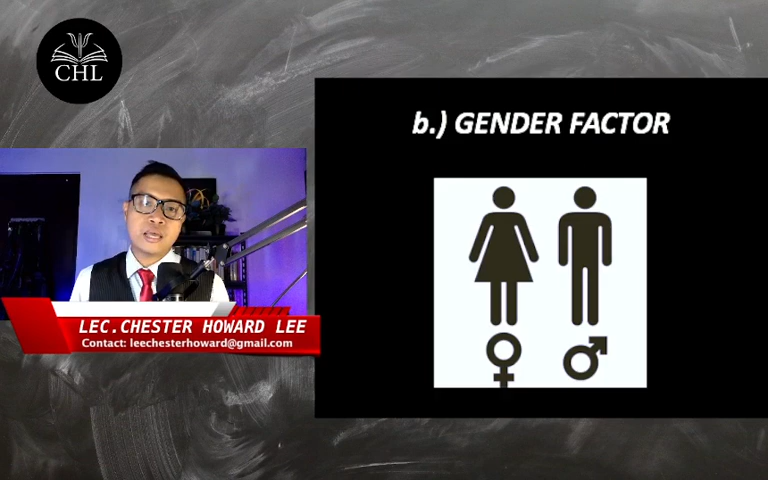 CHL
b.) GENDER FACTOR
LEC.CHESTER HOWARD LEE
Contact: leechesterhoward@gmail.com